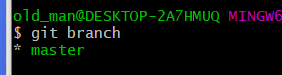 old_man@DESKTOP-2A7HMUQ MINGW6
$ git branch
* master